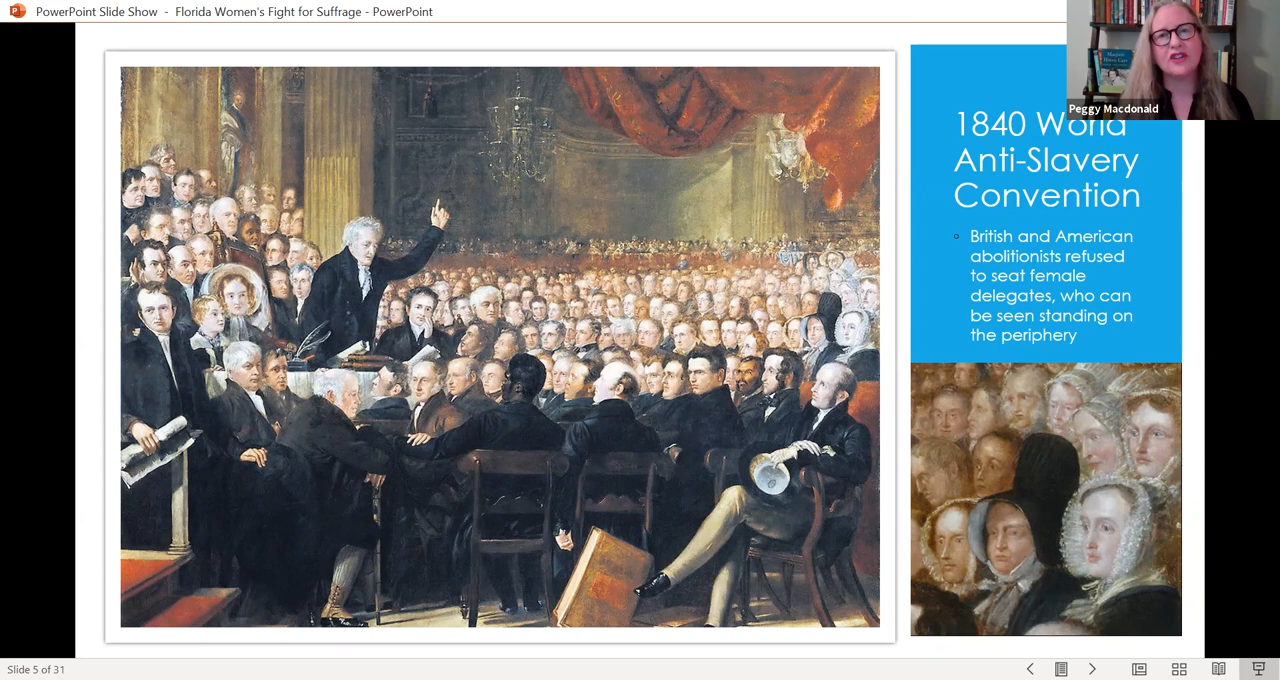 PowerPoint Slide Show - Florida Women's Fight for Suffrage - PowerPoint
Peggy Macdonald
1840 World
Anti-Slavery
Convention
British and American
abolitionists refused
to seat female
delegates, who can
be seen standing on
the periphery
Slide 5 of 31